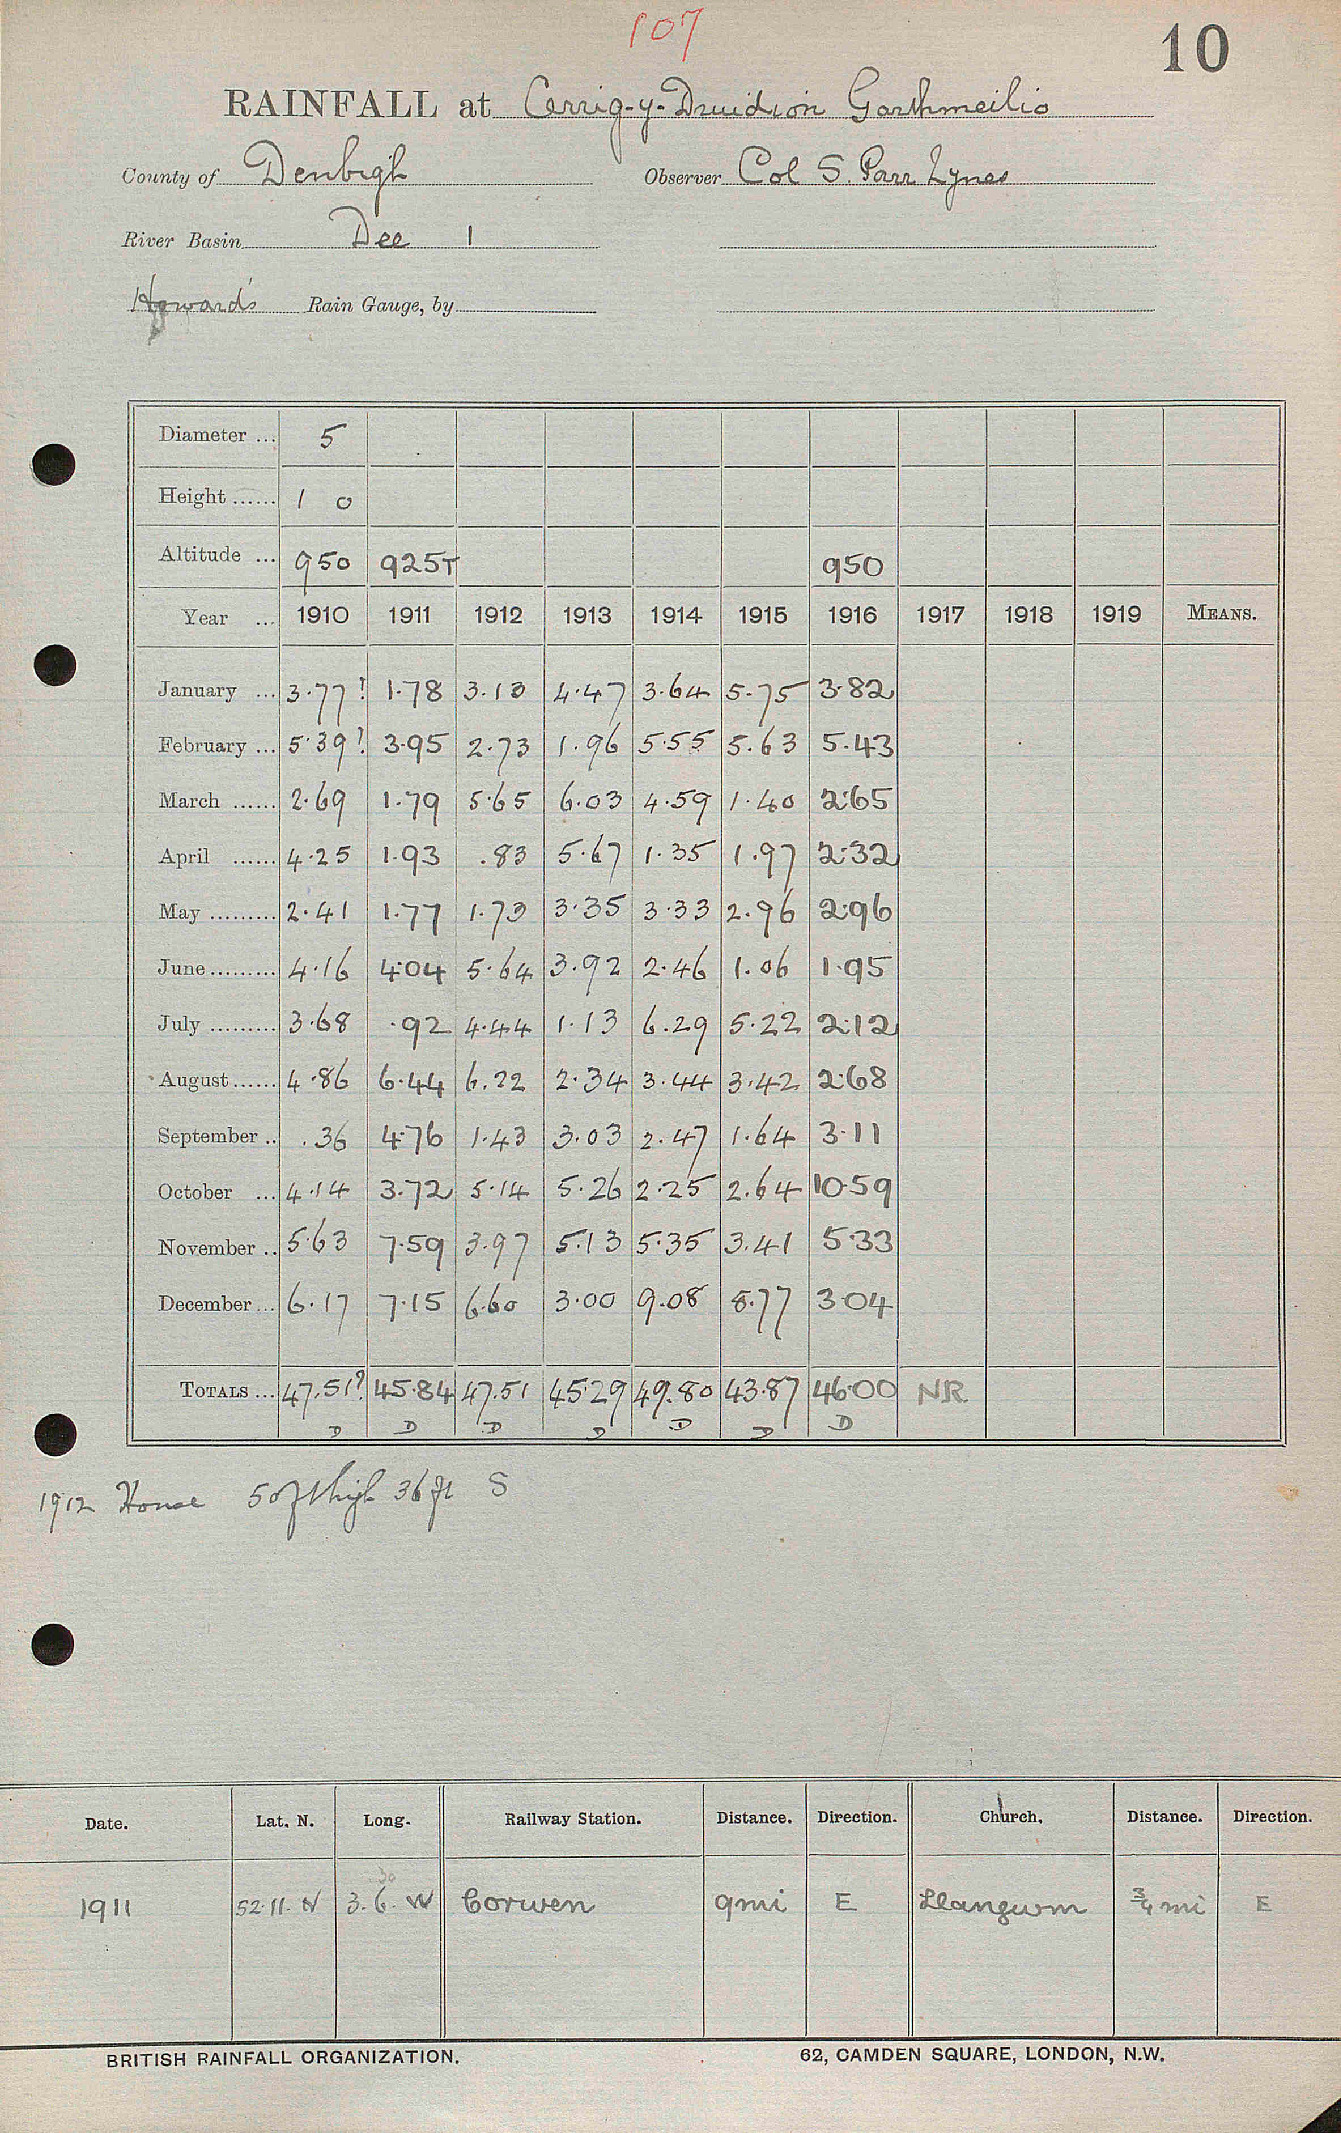 107
10
RAINFALL at Cerrig-y-Druidion Garthmeilio
County of Denbigh Observer Col S. Parr Lynes
River Basin Dee 1
Howard's Rain Gauge, by
Diameter ... 5
Height ...... 1 0
Altitude ... 950 925T 950
Year ... 1910 1911 1912 1913 1914 1915 1916 1917 1918 1919 MEANS.
January ... 3.77? 1.78 3.13 4.47 3.64 5.75 3.82
February ... 5.39? 3.95 2.73 1.96 5.55 5.63 5.43
March ...... 2.69 1.79 5.65 6.03 4.59 1.40 2.65
April ...... 4.25 1.93 .83 5.67 1.35 1.97 2.32
May ......... 2.41 1.77 1.73 3.35 3.33 2.96 2.96
June ......... 4.16 4.04 5.64 3.92 2.46 1.06 1.95
July ......... 3.68 .92 4.44 1.13 6.29 5.22 2.12
August ...... 4.86 6.44 6.22 2.34 3.44 3.42 2.68
September .. .36 4.76 1.43 3.03 2.47 1.64 3.11
October ... 4.14 3.72 5.14 5.26 2.25 2.64 10.59
November .. 5.63 7.59 3.97 5.13 5.35 3.41 5.33
December ... 6.17 7.15 6.60 3.00 9.08 8.77 3.04
TOTALS ... 47.51? 45.84 47.51 45.29 49.80 43.87 46.00 NR
D D D D D D D
1912 House 50ft high 36ft S
Date. Lat. N. Long. Railway Station. Distance. Direction. Church. Distance. Direction.
30
1911 52.11. N 3.6. W Corwen 9mi E Llangwm ¾ mi E
BRITISH RAINFALL ORGANIZATION. 62, CAMDEN SQUARE, LONDON, N.W.